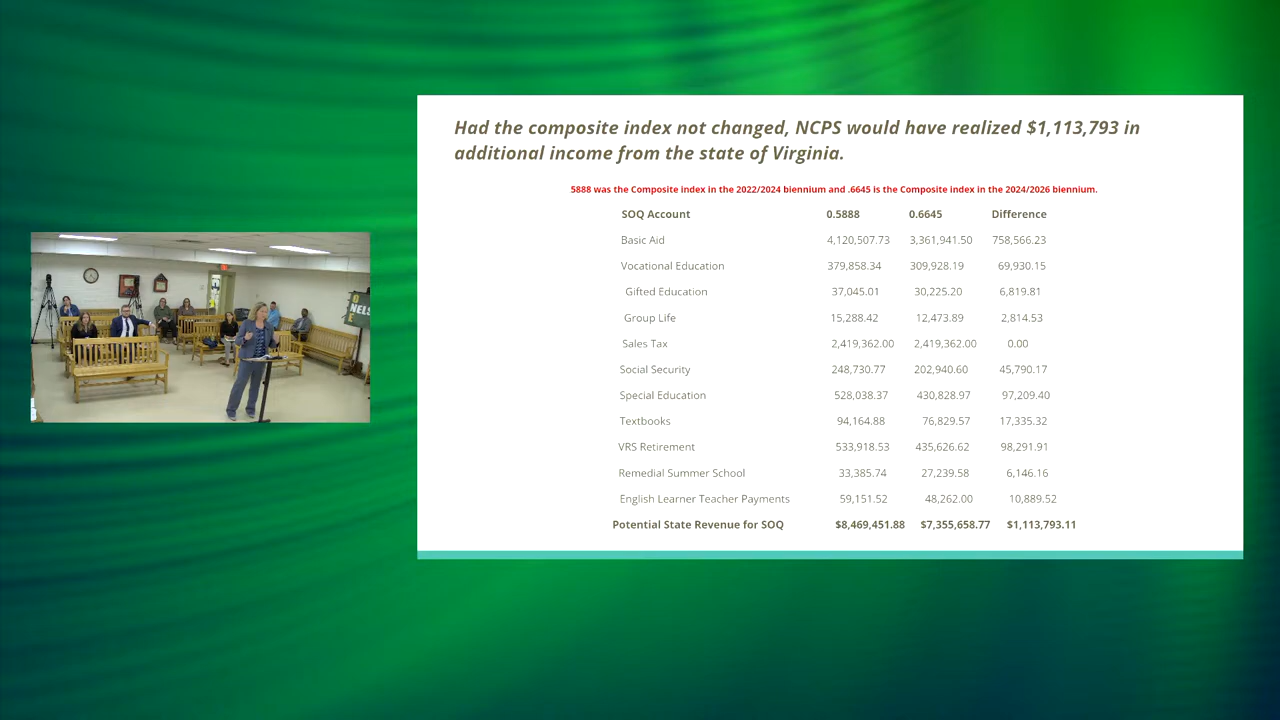 Had the composite index not changed, NCPS would have realized $1,113,793 in
additional income from the state of Virginia.
5888 was the Composite index in the 2022/2024 biennium and .6645 is the Composite index in the 2024/2026 biennium.
SOQ Account 0.5888 0.6645 Difference
Basic Aid 4,120,507.73 3,361,941.50 758,566.23
Vocational Education 379,858.34 309,928.19 69,930.15
Gifted Education 37,045.01 30,225.20 6,819.81
Group Life 15,288.42 12,473.89 2,814.53
Sales Tax 2,419,362.00 2,419,362.00 0.00
Social Security 248,730.77 202,940.60 45,790.17
Special Education 528,038.37 430,828.97 97,209.40
Textbooks 94,164.88 76,829.57 17,335.32
VRS Retirement 533,918.53 435,626.62 98,291.91
Remedial Summer School 33,385.74 27,239.58 6,146.16
English Learner Teacher Payments 59,151.52 48,262.00 10,889.52
Potential State Revenue for SOQ $8,469,451.88 $7,355,658.77 $1,113,793.11